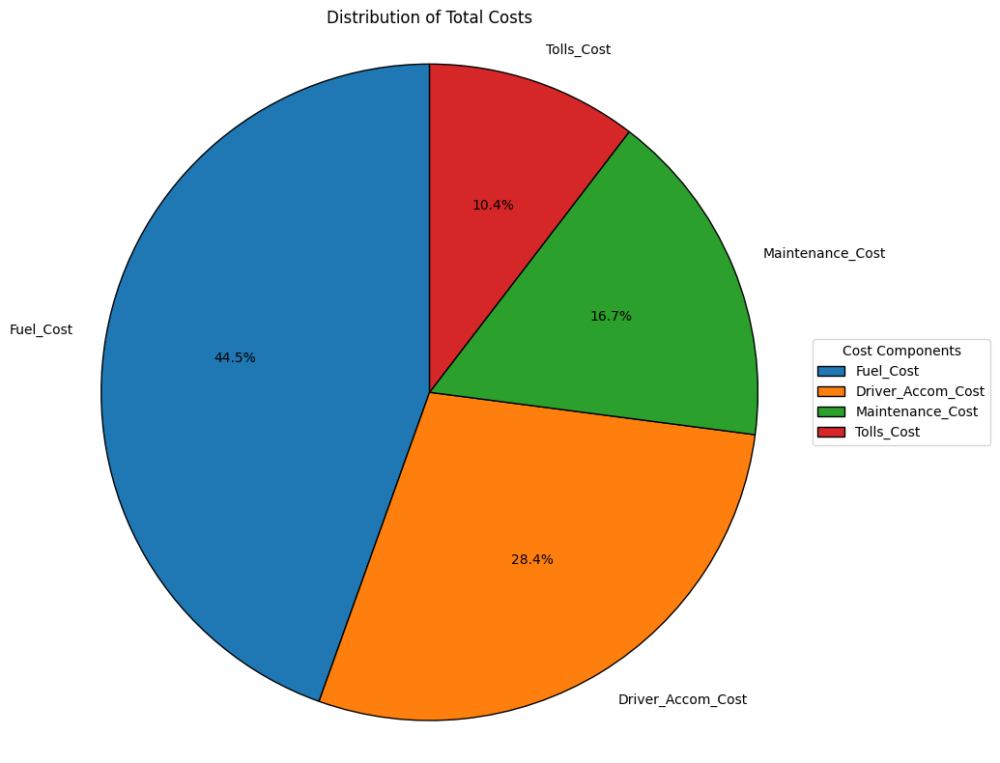 Distribution of Total Costs
Tolls_Cost
10.4%
Maintenance_Cost
16.7%
Fuel_Cost
44.5%
Cost Components
Fuel_Cost
Driver_Accom_Cost
Maintenance_Cost
Tolls_Cost
28.4%
Driver_Accom_Cost